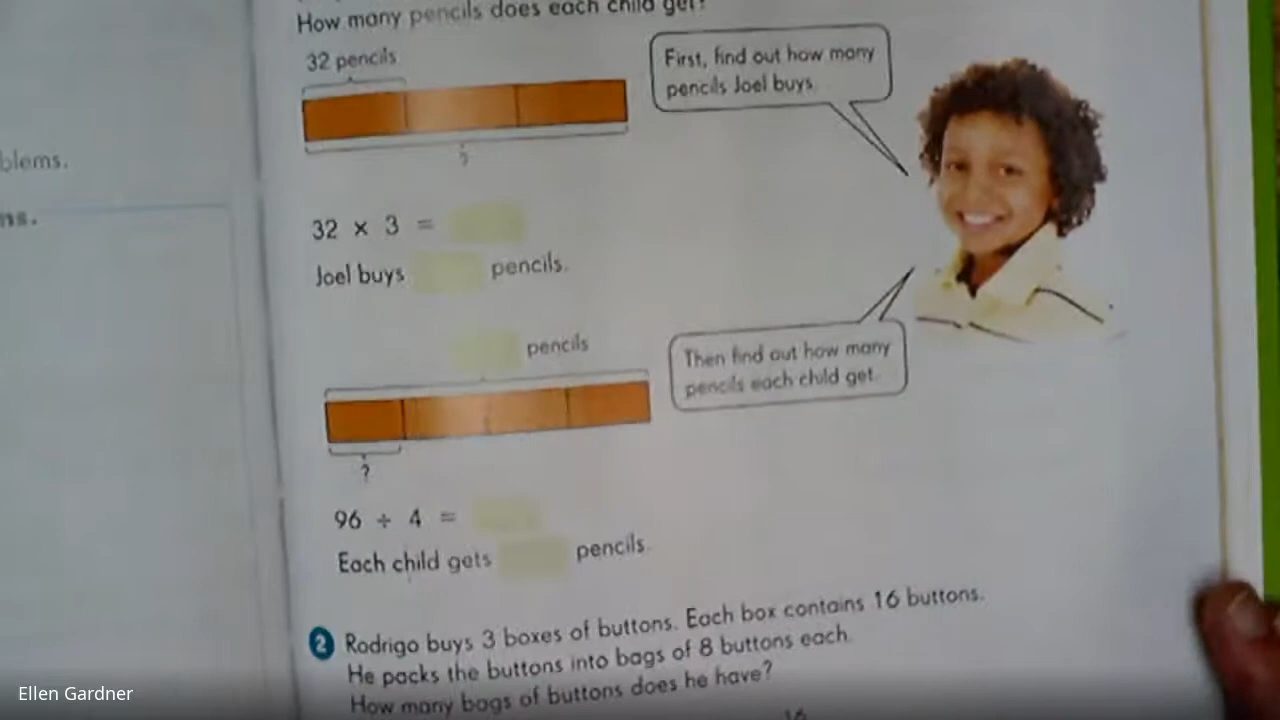 How many pencils does each child get?
32 pencils
First, find out how many
pencils Joel buys.
?
blems.
ns.
32 × 3 =
Joel buys pencils.
pencils
Then find out how many
pencils each child get.
?
96 ÷ 4 =
Each child gets pencils.
2 Rodrigo buys 3 boxes of buttons. Each box contains 16 buttons.
He packs the buttons into bags of 8 buttons each.
How many bags of buttons does he have?
16
Ellen Gardner